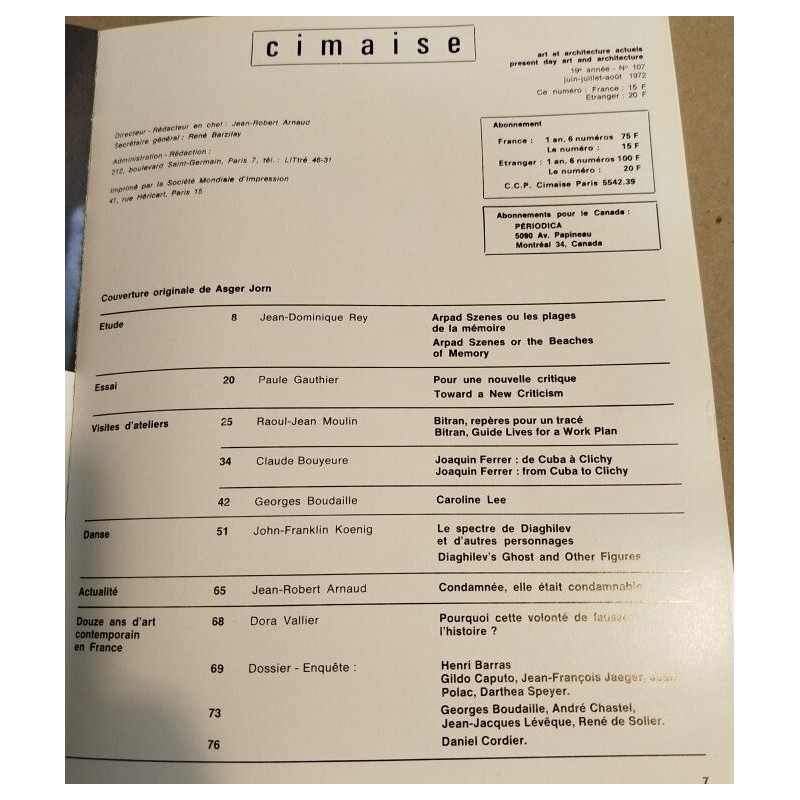 cimaise
art et architecture actuels
present day art and architecture
19e année - N° 107
juin-juillet-août 1972
Ce numéro : France : 15 F
Etranger : 20 F
Directeur - Rédacteur en chef : Jean-Robert Arnaud
Secrétaire général : René Barzilay
Administration - Rédaction :
212, boulevard Saint-Germain, Paris 7, tél. : LITtré 46-31
Imprimé par la Société Mondiale d'Impression
41, rue Héricart, Paris 15
Abonnement
France : 1 an, 6 numéros 75 F
Le numéro : 15 F
Etranger : 1 an, 6 numéros 100 F
Le numéro : 20 F
C.C.P. Cimaise Paris 5542.39
Abonnements pour le Canada :
PÉRIODICA
5090 Av. Papineau
Montréal 34, Canada
Couverture originale de Asger Jorn
Etude 8 Jean-Dominique Rey Arpad Szenes ou les plages
de la mémoire
Arpad Szenes or the Beaches
of Memory
Essai 20 Paule Gauthier Pour une nouvelle critique
Toward a New Criticism
Visites d'ateliers 25 Raoul-Jean Moulin Bitran, repères pour un tracé
Bitran, Guide Lives for a Work Plan
34 Claude Bouyeure Joaquin Ferrer : de Cuba à Clichy
Joaquin Ferrer : from Cuba to Clichy
42 Georges Boudaille Caroline Lee
Danse 51 John-Franklin Koenig Le spectre de Diaghilev
et d'autres personnages
Diaghilev's Ghost and Other Figures
Actualité 65 Jean-Robert Arnaud Condamnée, elle était condamnable
Douze ans d'art 68 Dora Vallier Pourquoi cette volonté de fausser
contemporain l'histoire ?
en France
69 Dossier - Enquête : Henri Barras
Gildo Caputo, Jean-François Jaeger,
Polac, Darthea Speyer.
73 Georges Boudaille, André Chastel,
Jean-Jacques Lévêque, René de Solier.
76 Daniel Cordier.
7